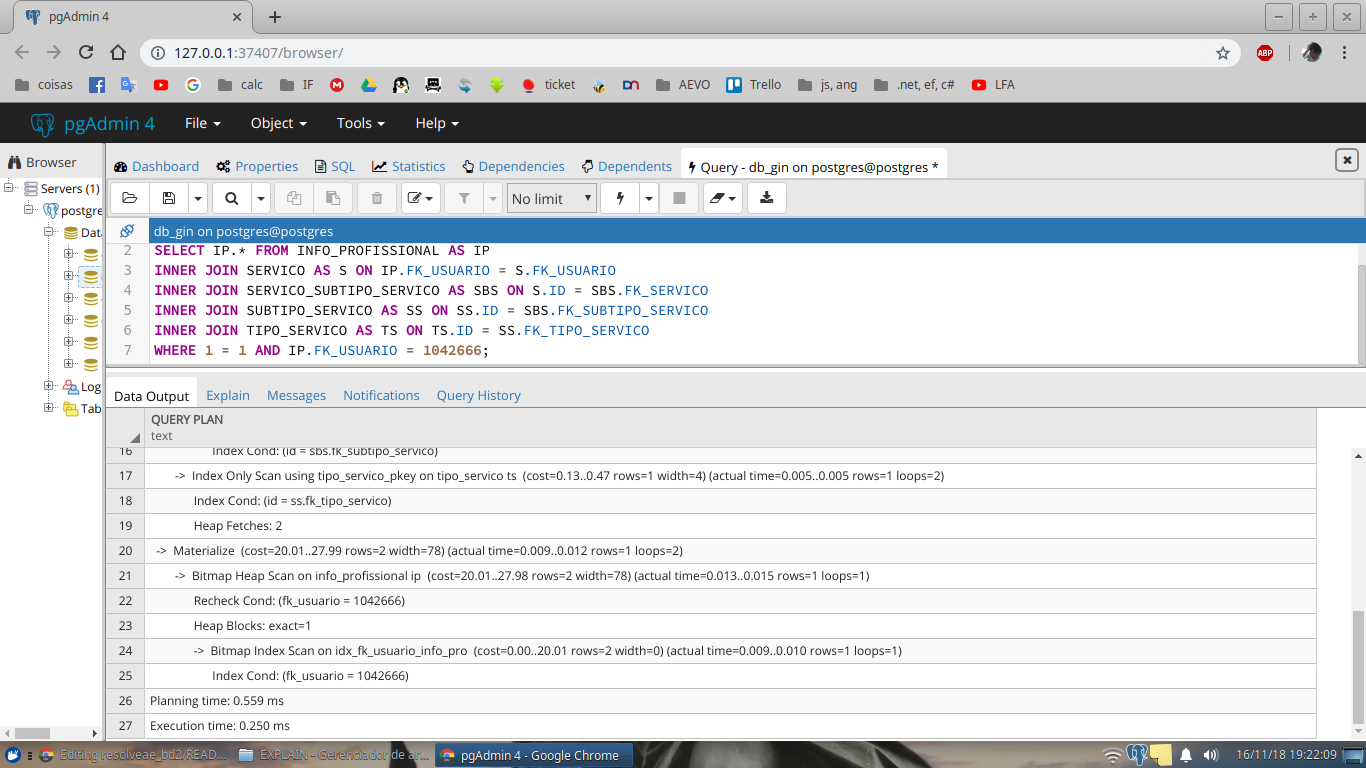 pgAdmin 4
127.0.0.1:37407/browser/
ABP
coisas
calc
IF
ticket
AEVO
Trello
js, ang
.net, ef, c#
LFA
pgAdmin 4
File
Object
Tools
Help
Browser
Dashboard
Properties
SQL
Statistics
Dependencies
Dependents
Query - db_gin on postgres@postgres *
Servers (1)
postgre
Data
Log
Tab
No limit
db_gin on postgres@postgres
2 SELECT IP.* FROM INFO_PROFISSIONAL AS IP
3 INNER JOIN SERVICO AS S ON IP.FK_USUARIO = S.FK_USUARIO
4 INNER JOIN SERVICO_SUBTIPO_SERVICO AS SBS ON S.ID = SBS.FK_SERVICO
5 INNER JOIN SUBTIPO_SERVICO AS SS ON SS.ID = SBS.FK_SUBTIPO_SERVICO
6 INNER JOIN TIPO_SERVICO AS TS ON TS.ID = SS.FK_TIPO_SERVICO
7 WHERE 1 = 1 AND IP.FK_USUARIO = 1042666;
Data Output
Explain
Messages
Notifications
Query History
QUERY PLAN
text
16 Index Cond: (id = sbs.fk_subtipo_servico)
17 -> Index Only Scan using tipo_servico_pkey on tipo_servico ts (cost=0.13..0.47 rows=1 width=4) (actual time=0.005..0.005 rows=1 loops=2)
18 Index Cond: (id = ss.fk_tipo_servico)
19 Heap Fetches: 2
20 -> Materialize (cost=20.01..27.99 rows=2 width=78) (actual time=0.009..0.012 rows=1 loops=2)
21 -> Bitmap Heap Scan on info_profissional ip (cost=20.01..27.98 rows=2 width=78) (actual time=0.013..0.015 rows=1 loops=1)
22 Recheck Cond: (fk_usuario = 1042666)
23 Heap Blocks: exact=1
24 -> Bitmap Index Scan on idx_fk_usuario_info_pro (cost=0.00..20.01 rows=2 width=0) (actual time=0.009..0.010 rows=1 loops=1)
25 Index Cond: (fk_usuario = 1042666)
26 Planning time: 0.559 ms
27 Execution time: 0.250 ms
Editing resolveae_bd2/READ...
EXPLAIN - Gerenciador de ar...
pgAdmin 4 - Google Chrome
16/11/18 19:22:09